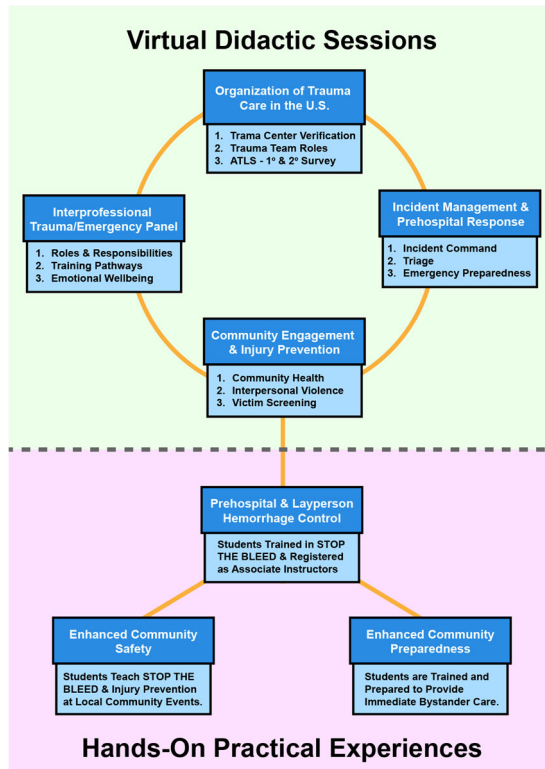 Virtual Didactic Sessions
Organization of Trauma
Care in the U.S.
1. Trama Center Verification
2. Trauma Team Roles
3. ATLS - 1º & 2º Survey
Interprofessional
Trauma/Emergency Panel
1. Roles & Responsibilities
2. Training Pathways
3. Emotional Wellbeing
Incident Management &
Prehospital Response
1. Incident Command
2. Triage
3. Emergency Preparedness
Community Engagement
& Injury Prevention
1. Community Health
2. Interpersonal Violence
3. Victim Screening
Prehospital & Layperson
Hemorrhage Control
Students Trained in STOP
THE BLEED & Registered
as Associate Instructors
Enhanced Community
Safety
Students Teach STOP THE
BLEED & Injury Prevention
at Local Community Events.
Enhanced Community
Preparedness
Students are Trained and
Prepared to Provide
Immediate Bystander Care.
Hands-On Practical Experiences